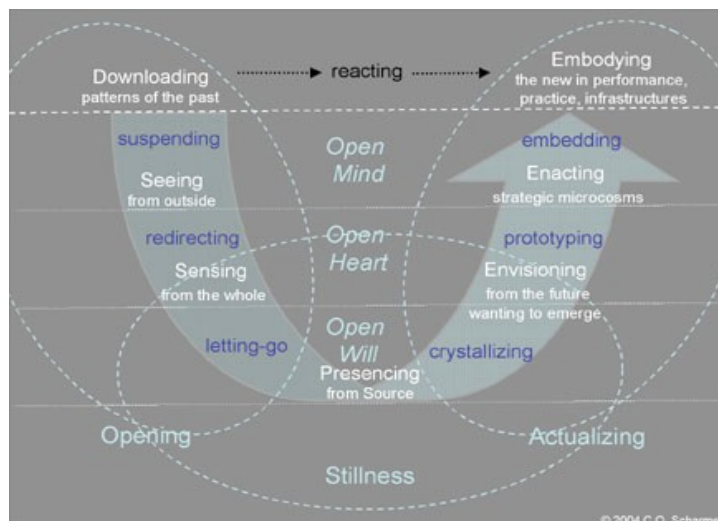 Downloading
patterns of the past
reacting
Embodying
the new in performance,
practice, infrastructures
suspending
Open
Mind
embedding
Seeing
from outside
Enacting
strategic microcosms
redirecting
Open
Heart
prototyping
Sensing
from the whole
Envisioning
from the future
wanting to emerge
letting-go
Open
Will
crystallizing
Presencing
from Source
Opening
Actualizing
Stillness
© 2004 C.O.